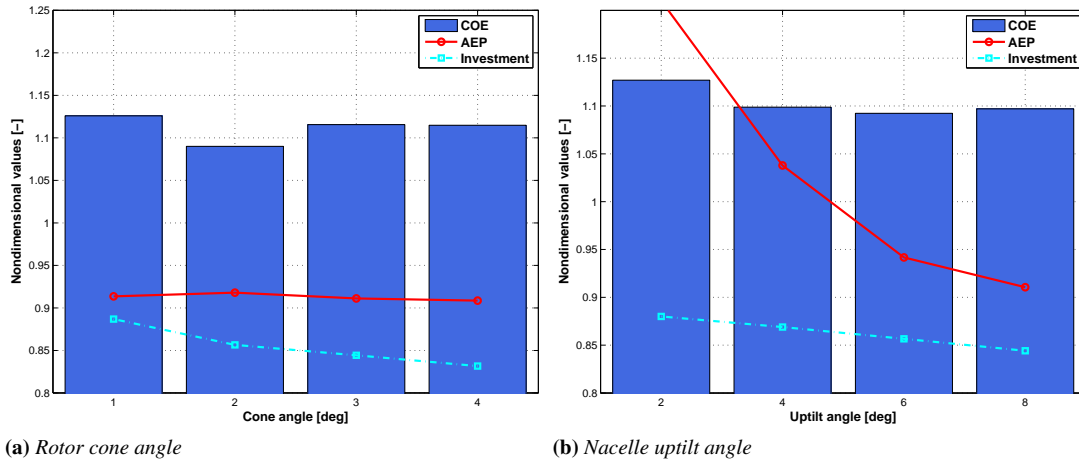 1.25
1.2
1.15
1.1
1.05
1
0.95
0.9
0.85
0.8
Nondimensional values [−]
COE
AEP
Investment
1 2 3 4
Cone angle [deg]
(a) Rotor cone angle
1.15
1.1
1.05
1
0.95
0.9
0.85
0.8
Nondimensional values [−]
COE
AEP
Investment
2 4 6 8
Uptilt angle [deg]
(b) Nacelle uptilt angle